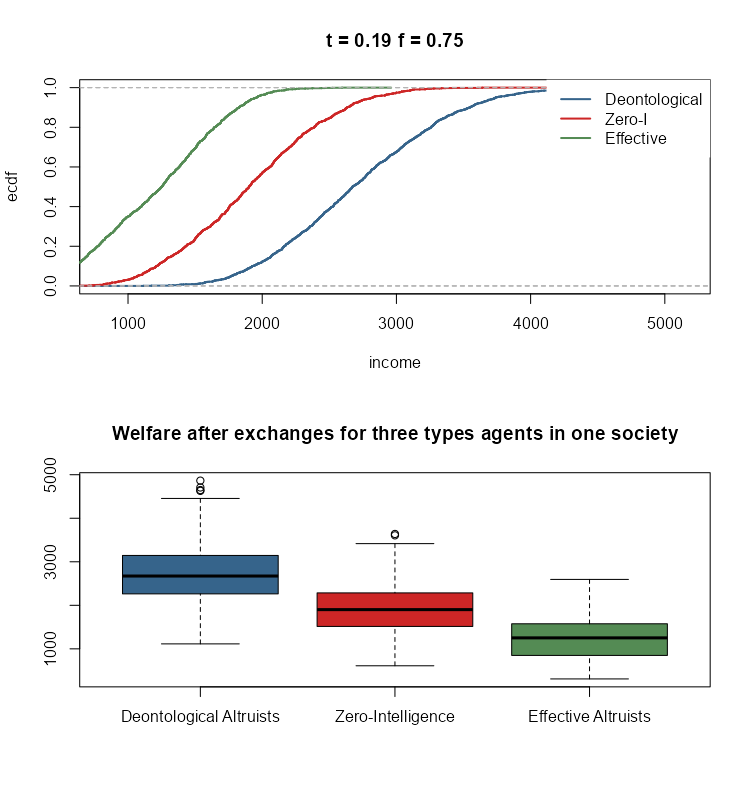 t = 0.19 f = 0.75
1.0
0.8
0.6
0.4
0.2
0.0
ecdf
Deontological
Zero-I
Effective
1000 2000 3000 4000 5000
income
Welfare after exchanges for three types agents in one society
5000
3000
1000
Deontological Altruists Zero-Intelligence Effective Altruists